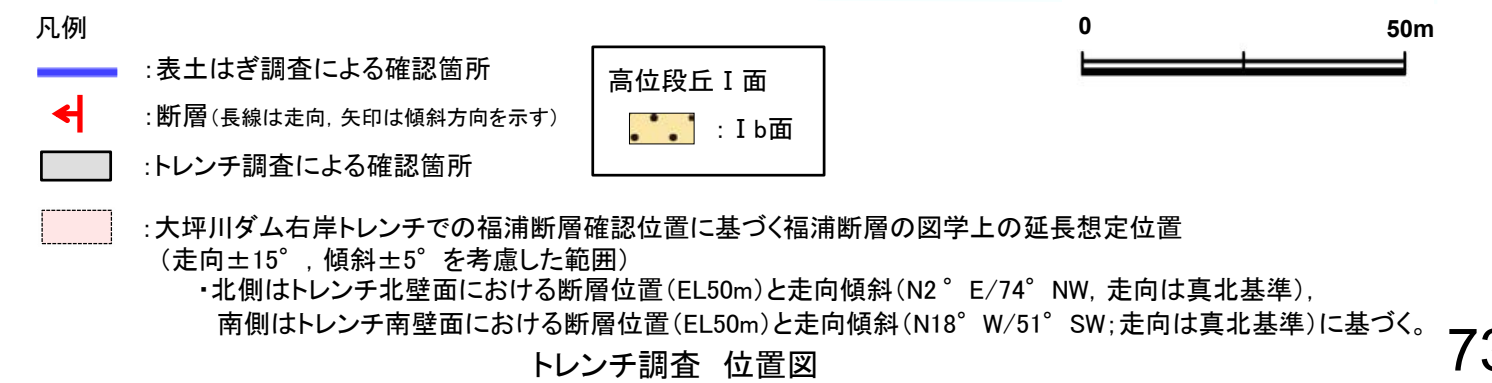 凡例
0 50m
:表土はぎ調査による確認箇所
高位段丘Ⅰ面
:断層(長線は走向, 矢印は傾斜方向を示す)
:Ⅰb面
:トレンチ調査による確認箇所
:大坪川ダム右岸トレンチでの福浦断層確認位置に基づく福浦断層の図学上の延長想定位置
(走向±15°, 傾斜±5°を考慮した範囲)
・北側はトレンチ北壁面における断層位置(EL50m)と走向傾斜(N2°E/74°NW, 走向は真北基準),
南側はトレンチ南壁面における断層位置(EL50m)と走向傾斜(N18°W/51°SW;走向は真北基準)に基づく。
トレンチ調査 位置図
73